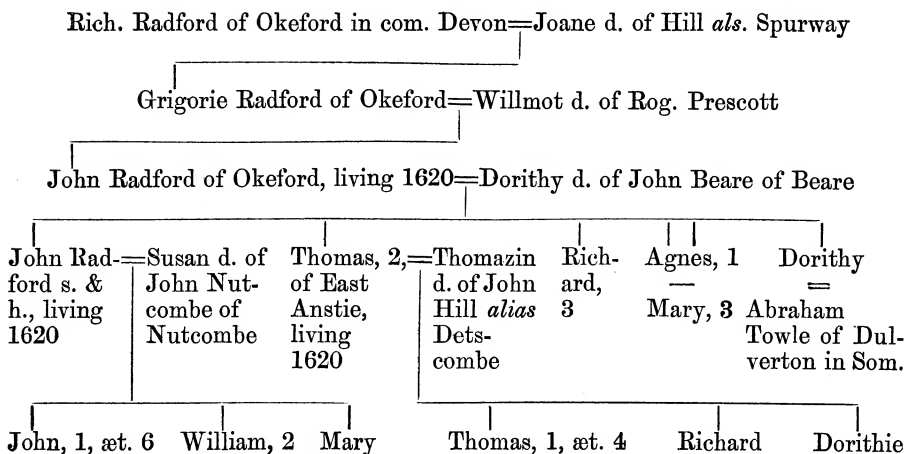 Rich. Radford of Okeford in com. Devon=Joane d. of Hill als. Spurway
Grigorie Radford of Okeford=Willmot d. of Rog. Prescott
John Radford of Okeford, living 1620=Dorithy d. of John Beare of Beare
John Rad-=Susan d. of
ford s. & John Nut-
h., living combe of
1620 Nutcombe
Thomas, 2,=Thomazin
of East d. of John
Anstie, Hill alias
living Dets-
1620 combe
Rich-
ard,
3
Agnes, 1
—
Mary, 3
Dorithy
=
Abraham
Towle of Dul-
verton in Som.
John, 1, æt. 6 William, 2 Mary Thomas, 1, æt. 4 Richard Dorithie